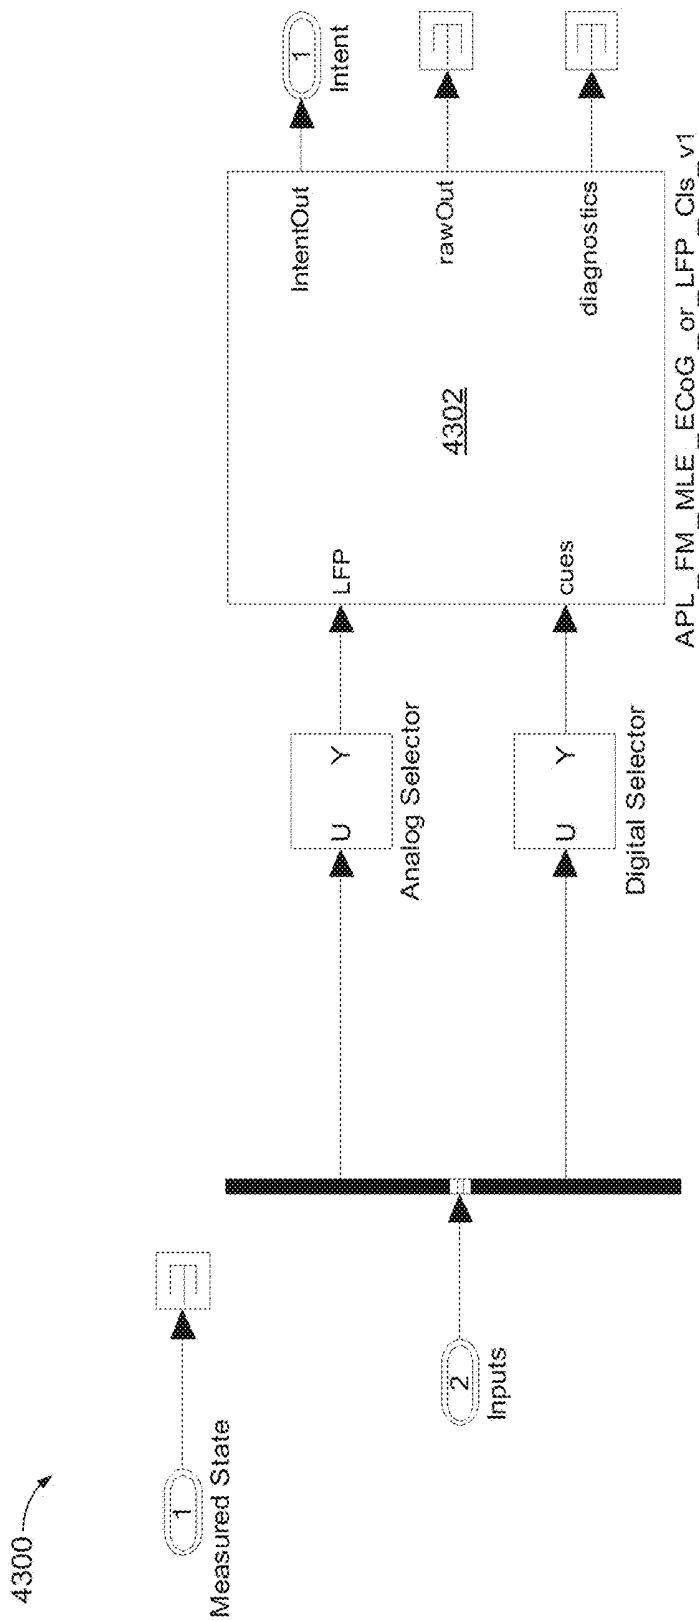 4300
1
Measured State
2
Inputs
U Y
Analog Selector
U Y
Digital Selector
LFP
cues
4302
IntentOut
rawOut
diagnostics
APL_FM_MLE_ECoG_or_LFP_Cls_v1
1
Intent